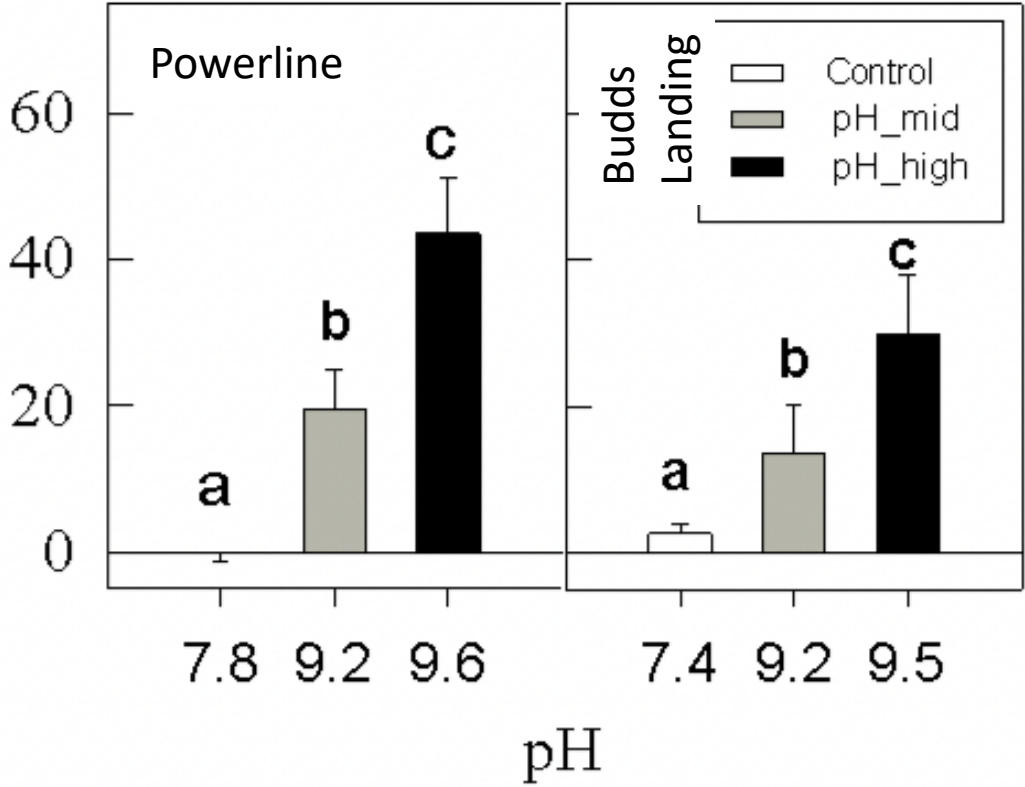 Powerline
Budds
Landing
Control
pH_mid
pH_high
60
40
20
0
a
b
c
a
b
c
7.8 9.2 9.6
7.4 9.2 9.5
pH